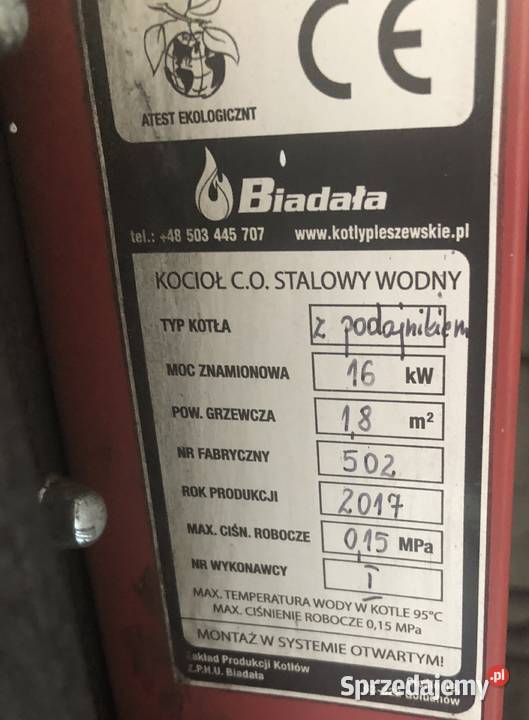 CE
ATEST EKOLOGICZNT
Biadała
tel.: +48 503 445 707 www.kotlypleszewskie.pl
KOCIOŁ C.O. STALOWY WODNY
TYP KOTŁA z podajnikiem
MOC ZNAMIONOWA 16 kW
POW. GRZEWCZA 1,8 m²
NR FABRYCZNY 502
ROK PRODUKCJI 2017
MAX. CIŚN. ROBOCZE 0,15 MPa
NR WYKONAWCY I
MAX. TEMPERATURA WODY W KOTLE 95°C
MAX. CIŚNIENIE ROBOCZE 0,15 MPa
MONTAŻ W SYSTEMIE OTWARTYM!
Zakład Produkcji Kotłów
Z.P.H.U. Biadała
Sprzedajemy.pl